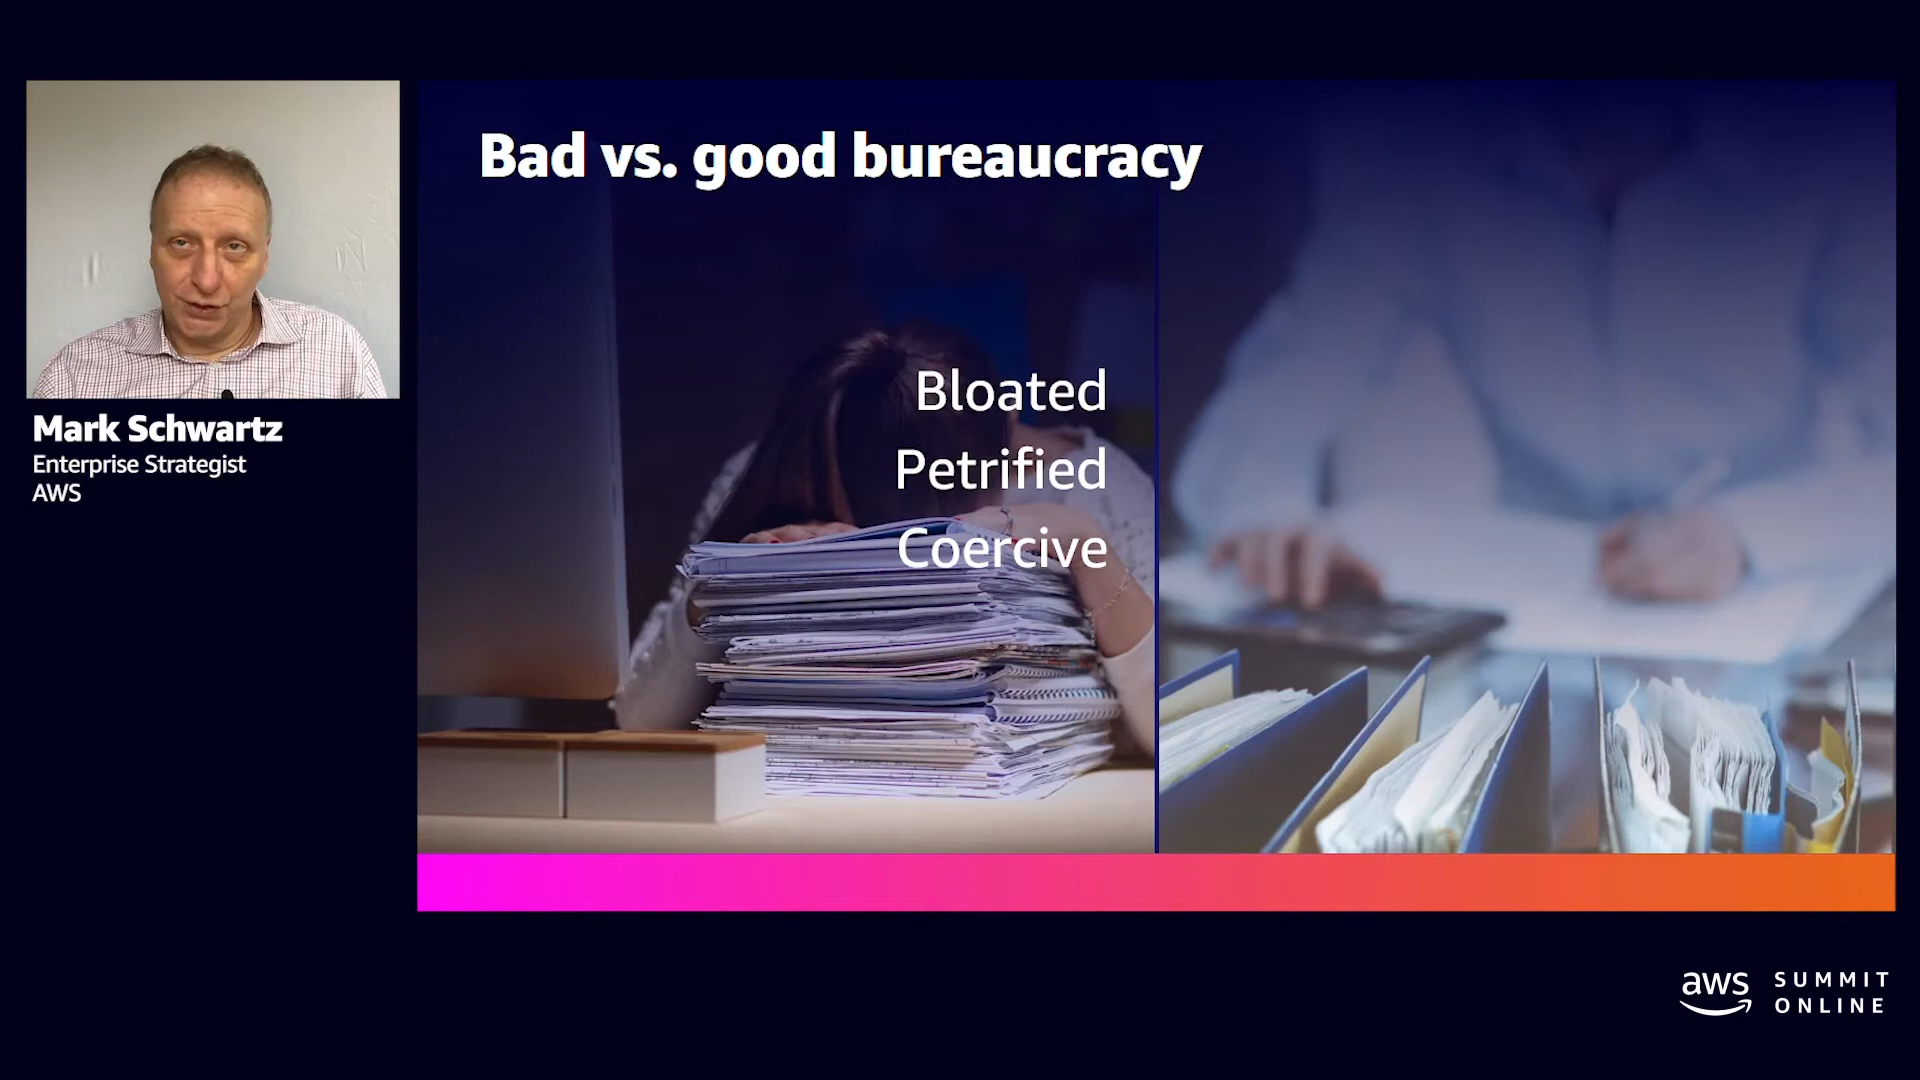 Bad vs. good bureaucracy
Bloated
Petrified
Coercive
Mark Schwartz
Enterprise Strategist
AWS
aws SUMMIT
ONLINE